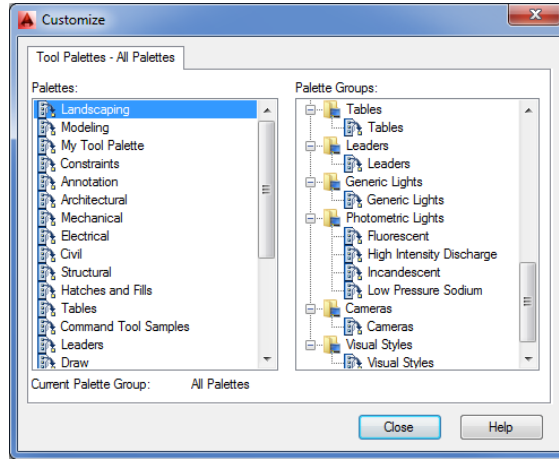 Customize
Tool Palettes - All Palettes
Palettes:
Landscaping
Modeling
My Tool Palette
Constraints
Annotation
Architectural
Mechanical
Electrical
Civil
Structural
Hatches and Fills
Tables
Command Tool Samples
Leaders
Draw
Palette Groups:
Tables
Tables
Leaders
Leaders
Generic Lights
Generic Lights
Photometric Lights
Fluorescent
High Intensity Discharge
Incandescent
Low Pressure Sodium
Cameras
Cameras
Visual Styles
Visual Styles
Current Palette Group: All Palettes
Close Help